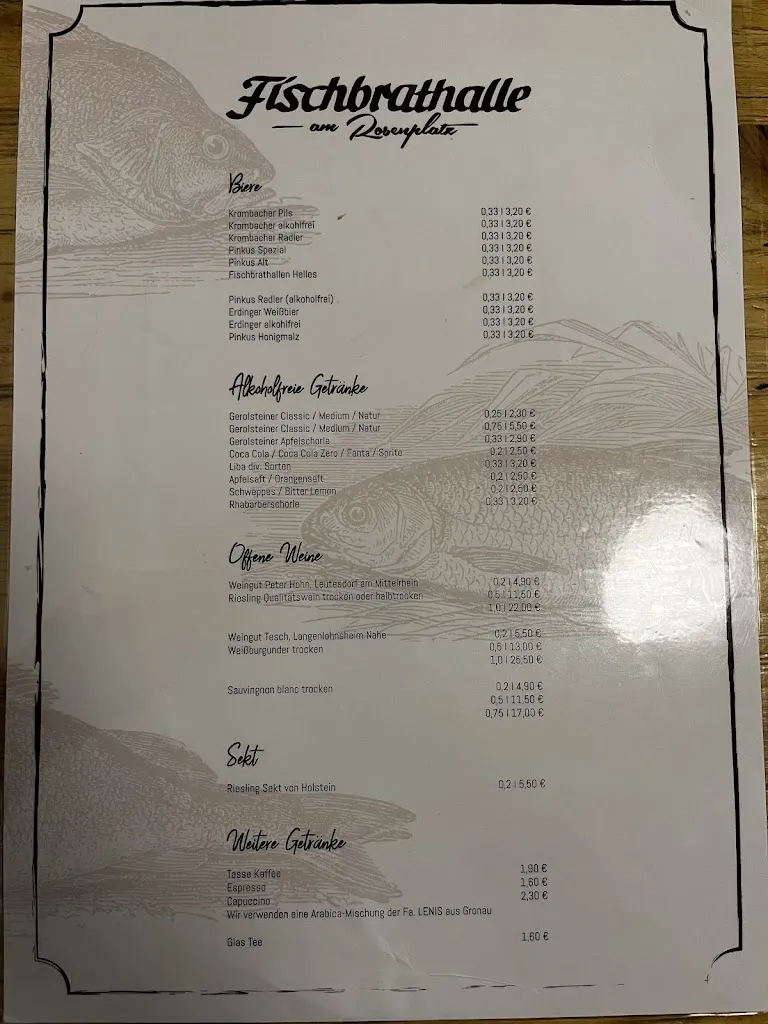 Fischbrathalle
am Rosenplatz
Biere
Krombacher Pils 0,33 l 3,20 €
Krombacher alkohlfrei 0,33 l 3,20 €
Krombacher Radler 0,33 l 3,20 €
Pinkus Spezial 0,33 l 3,20 €
Pinkus Alt 0,33 l 3,20 €
Fischbrathallen Helles 0,33 l 3,20 €
Pinkus Radler (alkoholfrei) 0,33 l 3,20 €
Erdinger Weißbier 0,33 l 3,20 €
Erdinger alkohlfrei 0,33 l 3,20 €
Pinkus Honigmalz 0,33 l 3,20 €
Alkoholfreie Getränke
Gerolsteiner Classic / Medium / Natur 0,25 l 2,30 €
Gerolsteiner Classic / Medium / Natur 0,75 l 5,50 €
Gerolsteiner Apfelschorle 0,33 l 2,90 €
Coca Cola / Coca Cola Zero / Fanta / Sprite 0,2 l 2,50 €
Liba div. Sorten 0,33 l 3,20 €
Apfelsaft / Orangensaft 0,2 l 2,50 €
Schweppes / Bitter Lemon 0,2 l 2,50 €
Rhabarberschorle 0,33 l 3,20 €
Offene Weine
Weingut Peter Hohn, Leutesdorf am Mittelrhein 0,2 l 4,90 €
Riesling Qualitätswein trocken oder halbtrocken 0,5 l 11,50 €
1,0 l 22,00 €
Weingut Tesch, Langenlohnsheim Nahe 0,2 l 5,50 €
Weißburgunder trocken 0,5 l 13,00 €
1,0 l 25,50 €
Sauvingnon blanc trocken 0,2 l 4,90 €
0,5 l 11,50 €
0,75 l 17,00 €
Sekt
Riesling Sekt von Holstein 0,2 l 5,50 €
Weitere Getränke
Tasse Kaffee 1,90 €
Espresso 1,60 €
Capuccino 2,30 €
Wir verwenden eine Arabica-Mischung der Fa. LENIS aus Gronau
Glas Tee 1,60 €
4